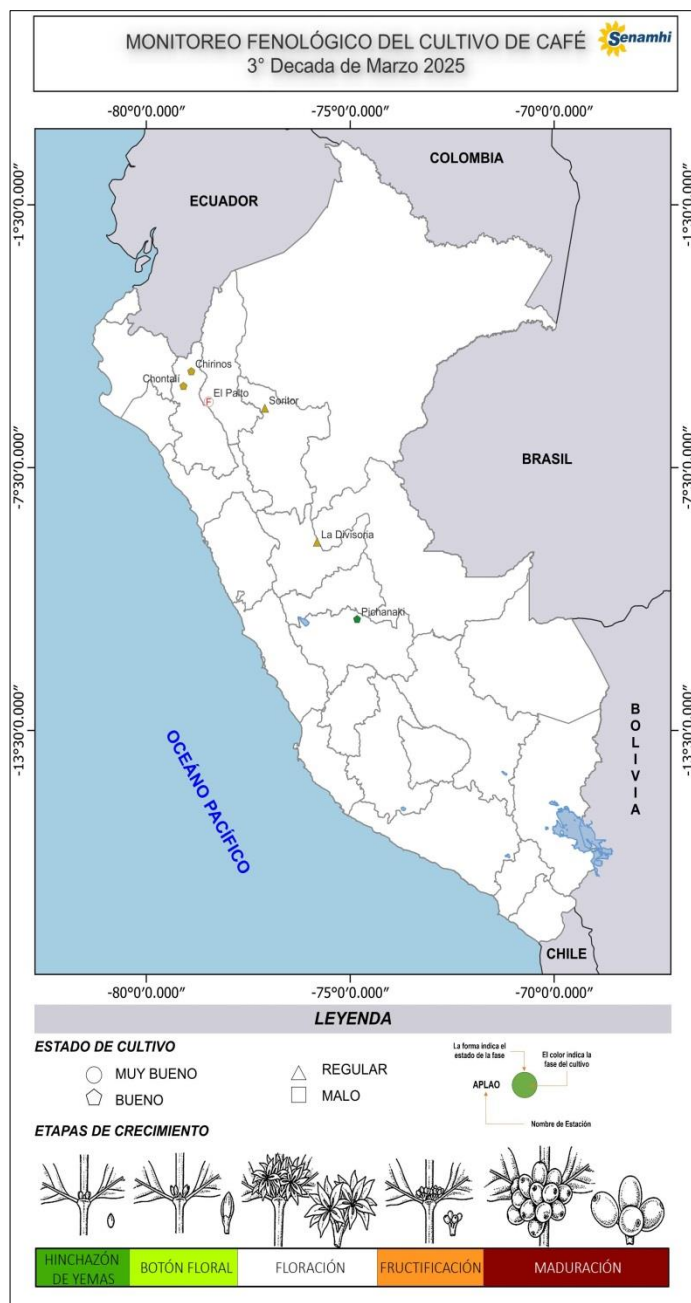 MONITOREO FENOLÓGICO DEL CULTIVO DE CAFÉ
Senamhi
3° Decada de Marzo 2025
-80°0'0.000" -75°0'0.000" -70°0'0.000"
COLOMBIA
ECUADOR
-1°30'0.000" -1°30'0.000"
Chirinos
Chontalí
El Palto
F
Soritor
BRASIL
-7°30'0.000" -7°30'0.000"
La Divisoria
Pichanaki
BOLIVIA
-13°30'0.000" -13°30'0.000"
OCEÁNO PACÍFICO
CHILE
-80°0'0.000" -75°0'0.000" -70°0'0.000"
LEYENDA
ESTADO DE CULTIVO
MUY BUENO
BUENO
REGULAR
MALO
La forma indica el
estado de la fase
El color indica la
fase del cultivo
APLAO
Nombre de Estación
ETAPAS DE CRECIMIENTO
HINCHAZÓN
DE YEMAS
BOTÓN FLORAL
FLORACIÓN
FRUCTIFICACIÓN
MADURACIÓN